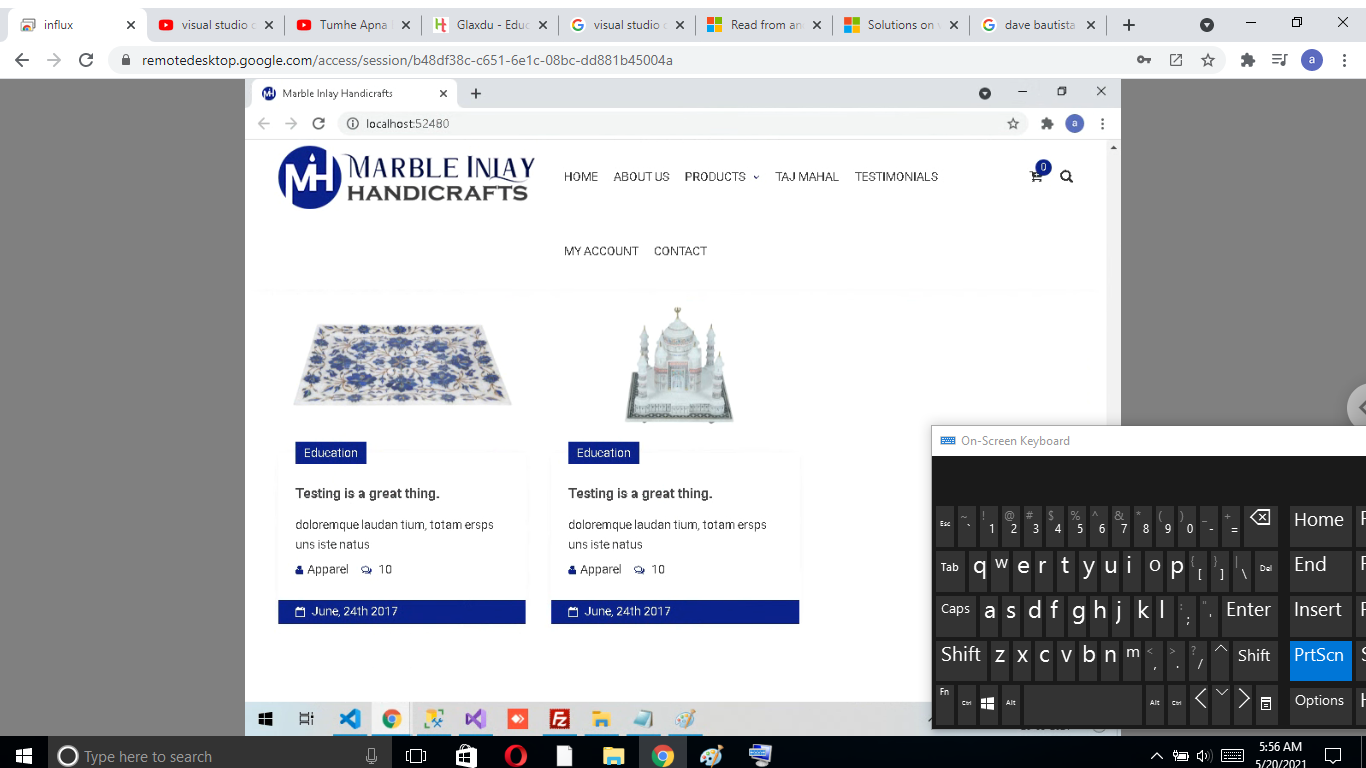 influx
visual studio c
Tumhe Apna
Glaxdu - Educ
visual studio c
Read from an
Solutions on v
dave bautista
remotedesktop.google.com/access/session/b48df38c-c651-6e1c-08bc-dd881b45004a
a
Marble Inlay Handicrafts
localhost:52480
a
MH MARBLE INLAY
HANDICRAFTS
HOME ABOUT US PRODUCTS TAJ MAHAL TESTIMONIALS
0
MY ACCOUNT CONTACT
Education
Testing is a great thing.
doloremque laudan tium, totam ersps
uns iste natus
Apparel 10
June, 24th 2017
Education
Testing is a great thing.
doloremque laudan tium, totam ersps
uns iste natus
Apparel 10
June, 24th 2017
On-Screen Keyboard
Esc ~ ` ! 1 @ 2 # 3 $ 4 % 5 ^ 6 & 7 * 8 ( 9 ) 0 _ - + = Home
Tab q w e r t y u i o p { [ } ] | \ Del End
Caps a s d f g h j k l : ; " ' Enter Insert
Shift z x c v b n m < , > . ? / Shift PrtScn
Fn Ctrl Alt Alt Ctrl Options
Type here to search
5:56 AM
5/20/2021